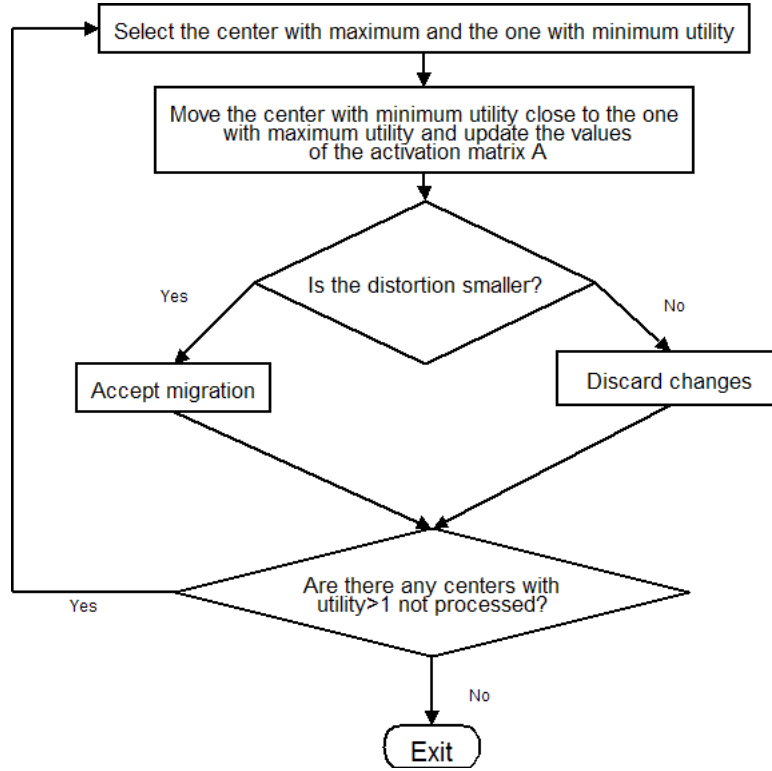 Select the center with maximum and the one with minimum utility
Move the center with minimum utility close to the one
with maximum utility and update the values
of the activation matrix A
Is the distortion smaller?
Yes
No
Accept migration
Discard changes
Are there any centers with
utility>1 not processed?
Yes
No
Exit